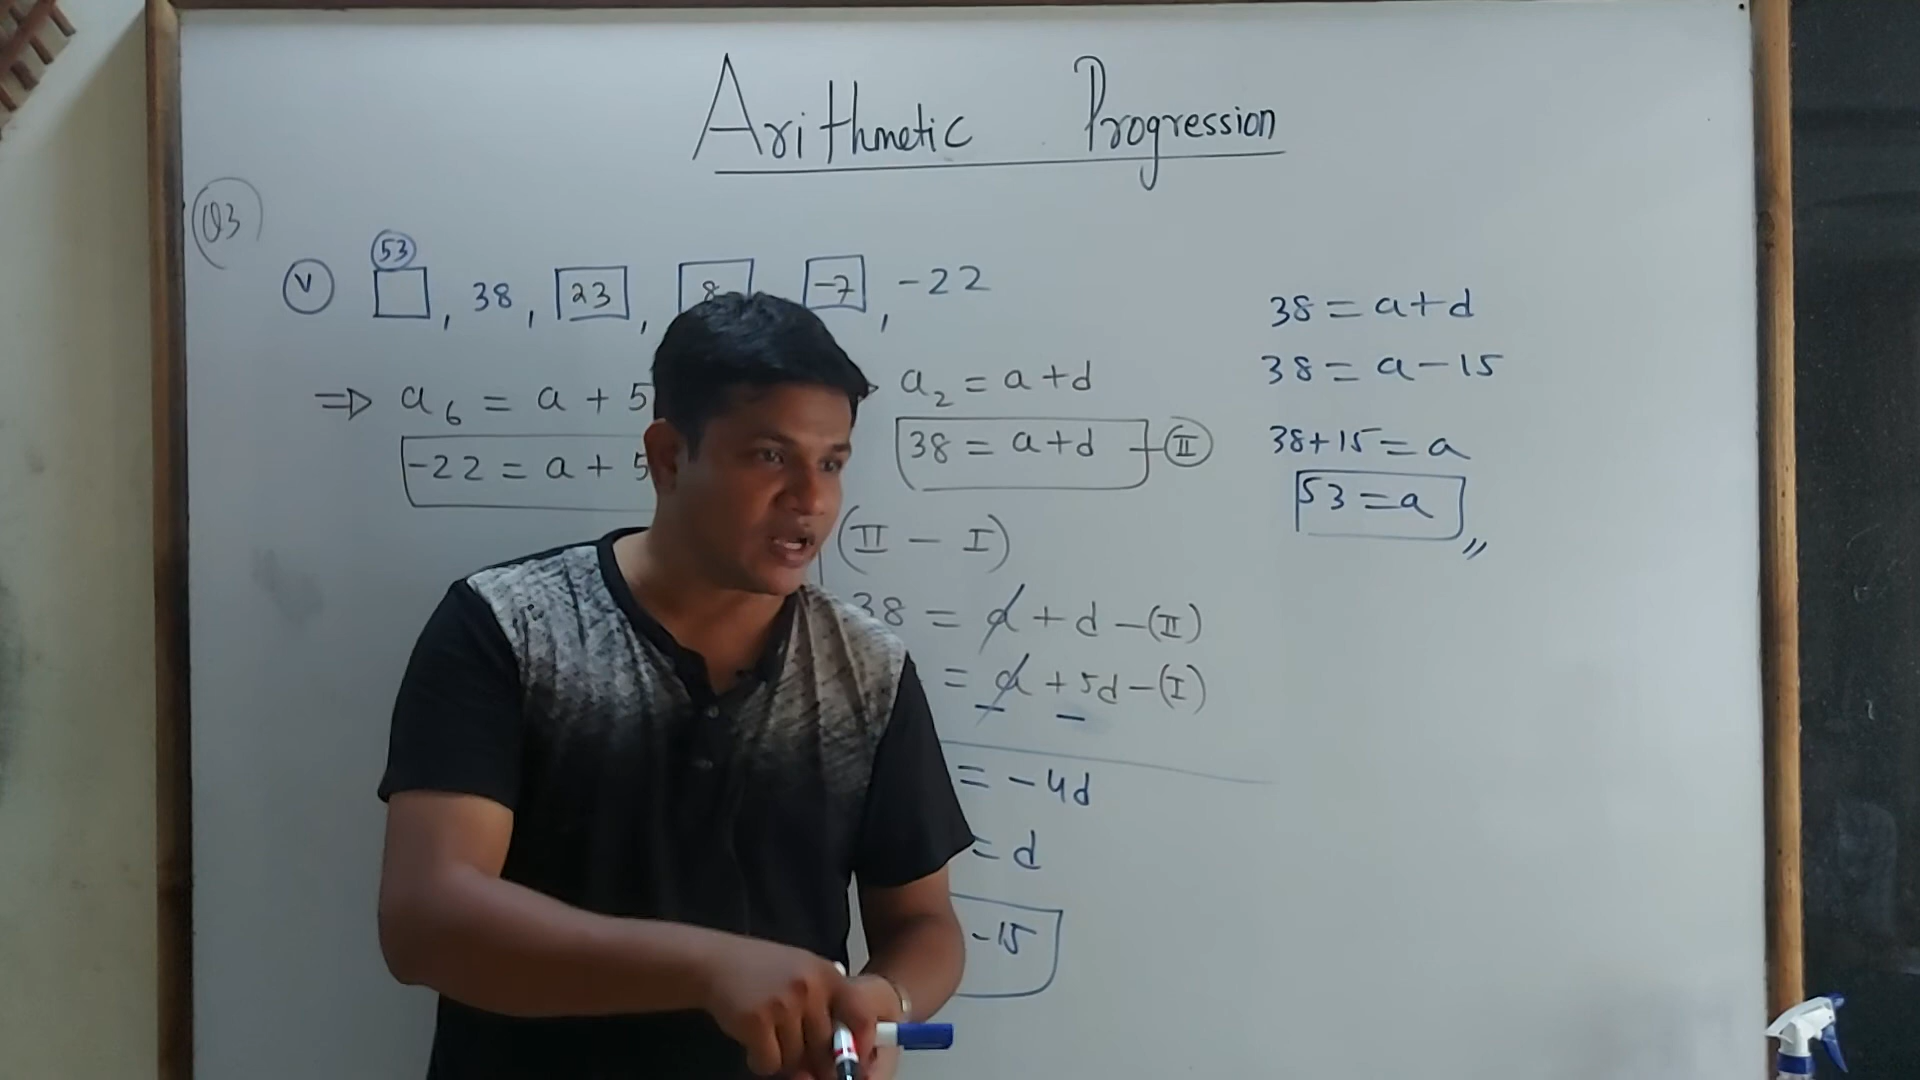 Arithmetic Progression
Q3
53
V , 38, 23, 8 -7, -22
⇒ a6 = a + 5
-22 = a + 5
a2 = a + d
38 = a + d - II
(II - I)
38 = a + d - (II)
= a + 5d - (I)
= -4d
= d
-15
38 = a + d
38 = a - 15
38 + 15 = a
53 = a